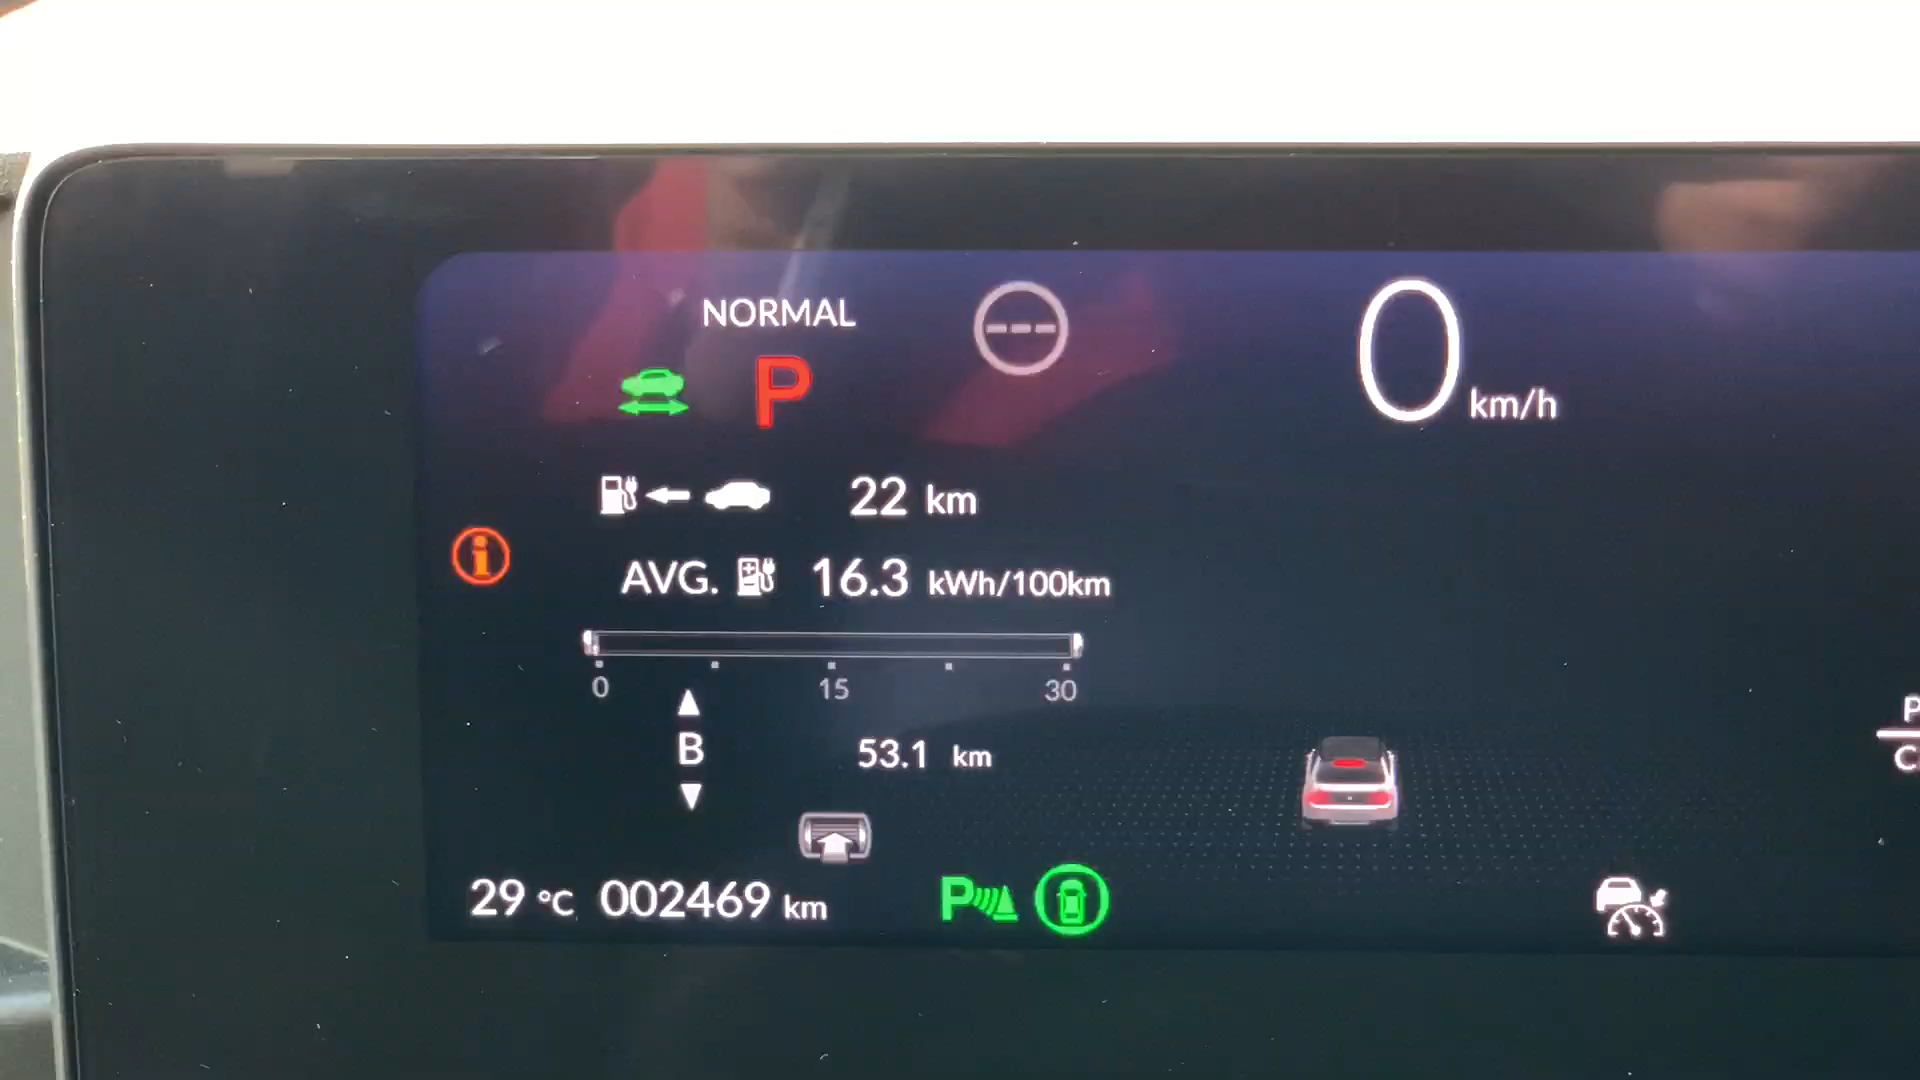 NORMAL
---
0 km/h
P
22 km
AVG. 16.3 kWh/100km
0 15 30
B 53.1 km
P
29 °C 002469 km
P